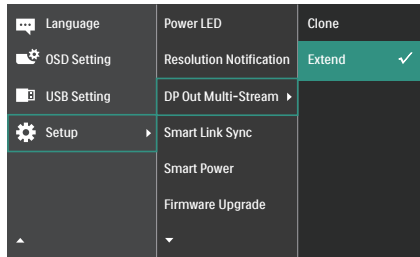 Language
OSD Setting
USB Setting
Setup
Power LED
Resolution Notification
DP Out Multi-Stream
Smart Link Sync
Smart Power
Firmware Upgrade
Clone
Extend